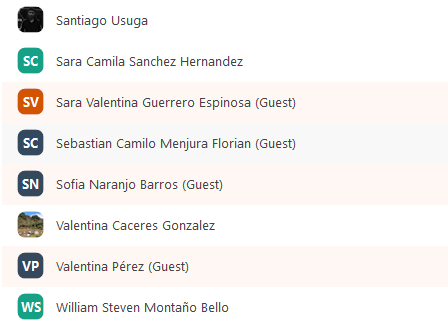 Santiago Usuga
SC Sara Camila Sanchez Hernandez
SV Sara Valentina Guerrero Espinosa (Guest)
SC Sebastian Camilo Menjura Florian (Guest)
SN Sofia Naranjo Barros (Guest)
Valentina Caceres Gonzalez
VP Valentina Pérez (Guest)
WS William Steven Montaño Bello